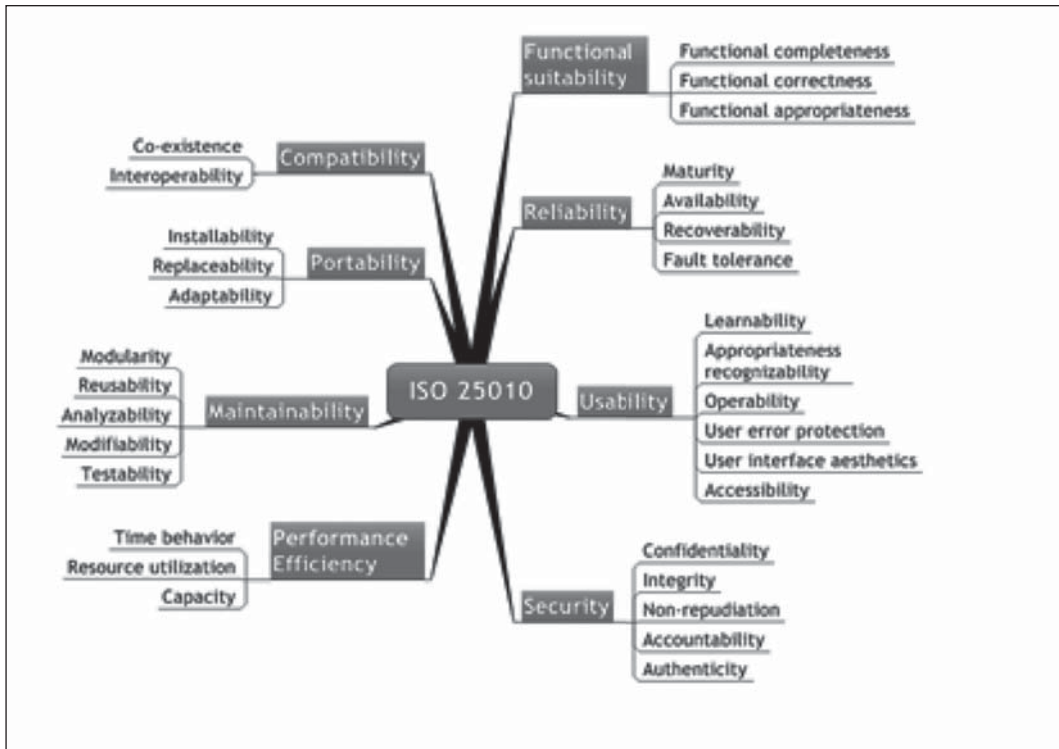 ISO 25010
Functional
suitability
Functional completeness
Functional correctness
Functional appropriateness
Reliability
Maturity
Availability
Recoverability
Fault tolerance
Usability
Learnability
Appropriateness
recognizability
Operability
User error protection
User interface aesthetics
Accessibility
Security
Confidentiality
Integrity
Non-repudiation
Accountability
Authenticity
Compatibility
Co-existence
Interoperability
Portability
Installability
Replaceability
Adaptability
Maintainability
Modularity
Reusability
Analyzability
Modifiability
Testability
Performance
Efficiency
Time behavior
Resource utilization
Capacity